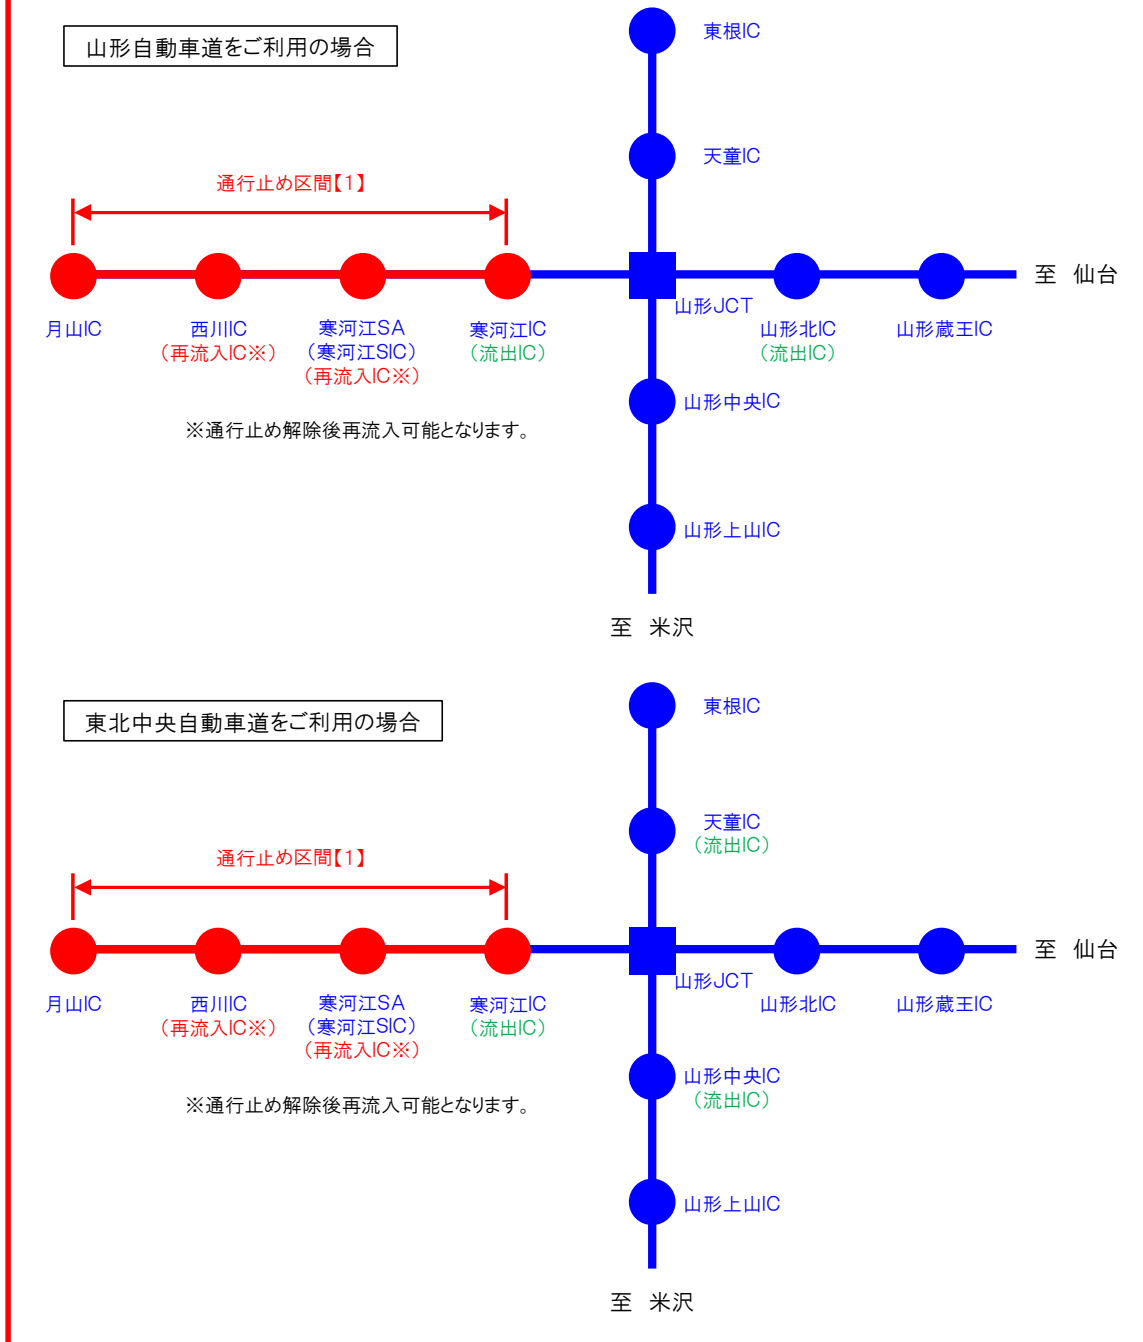 山形自動車道をご利用の場合
東根IC
天童IC
通行止め区間【1】
至 仙台
月山IC
西川IC
（再流入IC※）
寒河江SA
（寒河江SIC）
（再流入IC※）
寒河江IC
（流出IC）
山形JCT
山形北IC
（流出IC）
山形蔵王IC
山形中央IC
※通行止め解除後再流入可能となります。
山形上山IC
至 米沢
東北中央自動車道をご利用の場合
東根IC
天童IC
（流出IC）
通行止め区間【1】
至 仙台
月山IC
西川IC
（再流入IC※）
寒河江SA
（寒河江SIC）
（再流入IC※）
寒河江IC
（流出IC）
山形JCT
山形北IC
山形蔵王IC
山形中央IC
（流出IC）
※通行止め解除後再流入可能となります。
山形上山IC
至 米沢